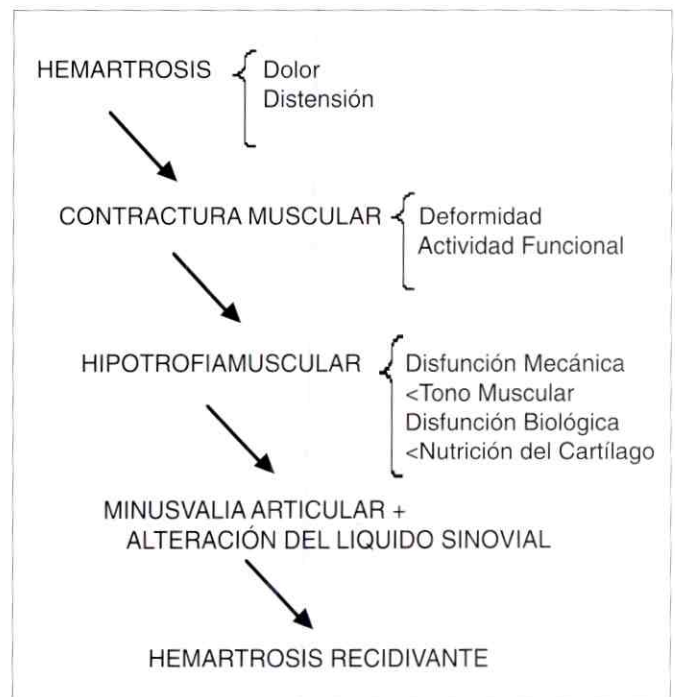 HEMARTROSIS { Dolor
Distensión
CONTRACTURA MUSCULAR { Deformidad
Actividad Funcional
HIPOTROFIAMUSCULAR { Disfunción Mecánica
<Tono Muscular
Disfunción Biológica
<Nutrición del Cartílago
MINUSVALIA ARTICULAR +
ALTERACIÓN DEL LIQUIDO SINOVIAL
HEMARTROSIS RECIDIVANTE